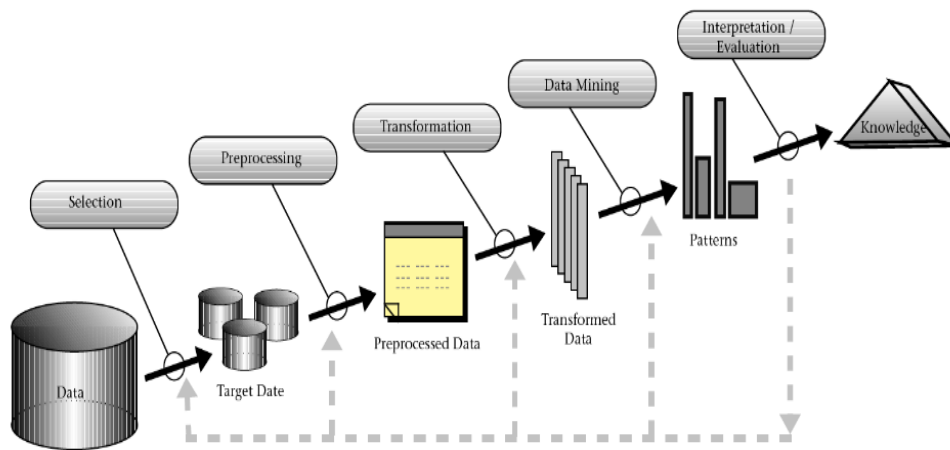 Interpretation /
Evaluation
Data Mining
Transformation
Preprocessing
Selection
Knowledge
Patterns
Transformed
Data
Preprocessed Data
Target Date
Data